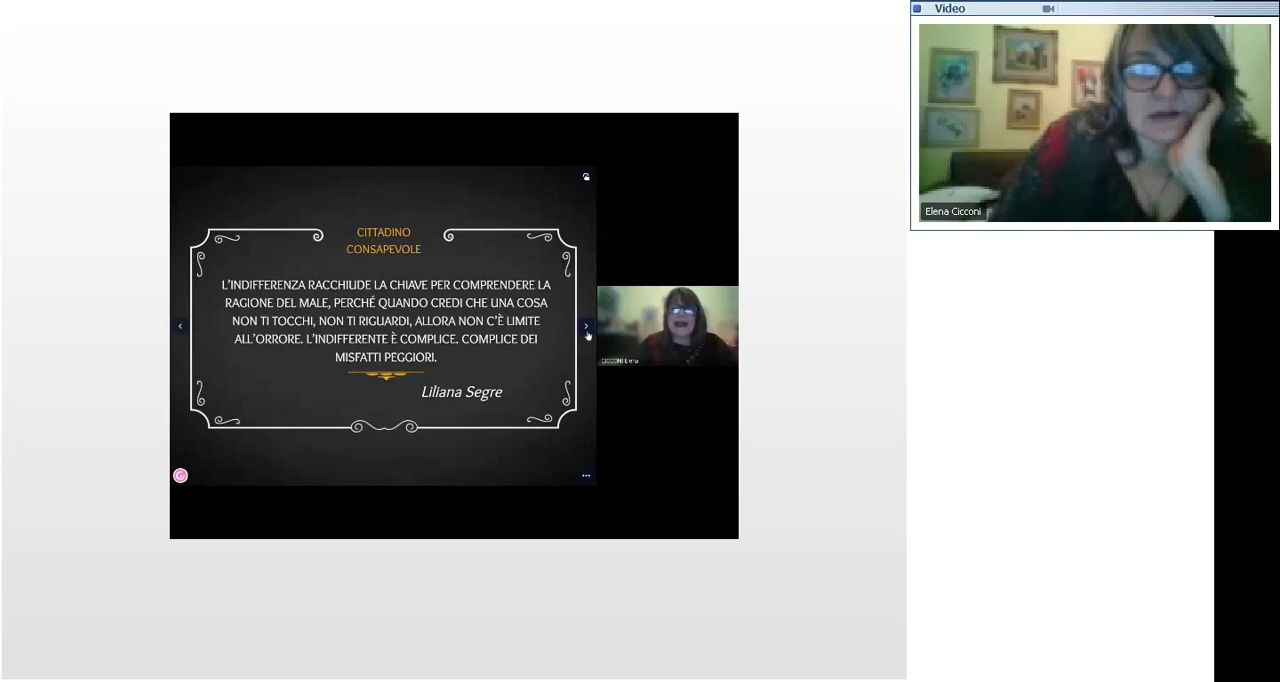 Video
Elena Cicconi
CITTADINO
CONSAPEVOLE
L'INDIFFERENZA RACCHIUDE LA CHIAVE PER COMPRENDERE LA
RAGIONE DEL MALE, PERCHÉ QUANDO CREDI CHE UNA COSA
NON TI TOCCHI, NON TI RIGUARDI, ALLORA NON C'È LIMITE
ALL'ORRORE. L'INDIFFERENTE È COMPLICE. COMPLICE DEI
MISFATTI PEGGIORI.
Liliana Segre
CICCONI Elena